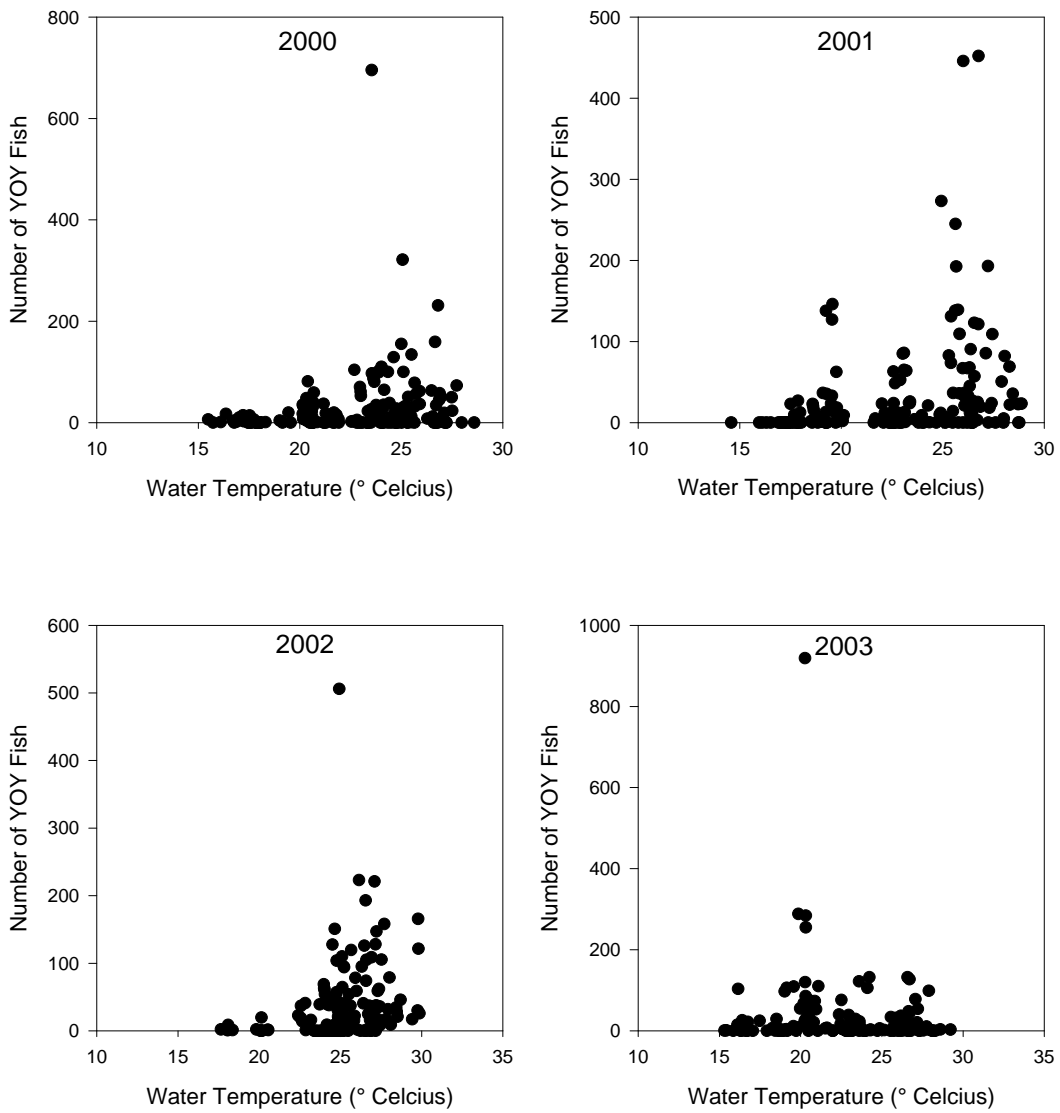 2000
Number of YOY Fish
800
600
400
200
0
10 15 20 25 30
Water Temperature (° Celcius)
2001
Number of YOY Fish
500
400
300
200
100
0
10 15 20 25 30
Water Temperature (° Celcius)
2002
Number of YOY Fish
600
500
400
300
200
100
0
10 15 20 25 30 35
Water Temperature (° Celcius)
2003
Number of YOY Fish
1000
800
600
400
200
0
10 15 20 25 30 35
Water Temperature (° Celcius)